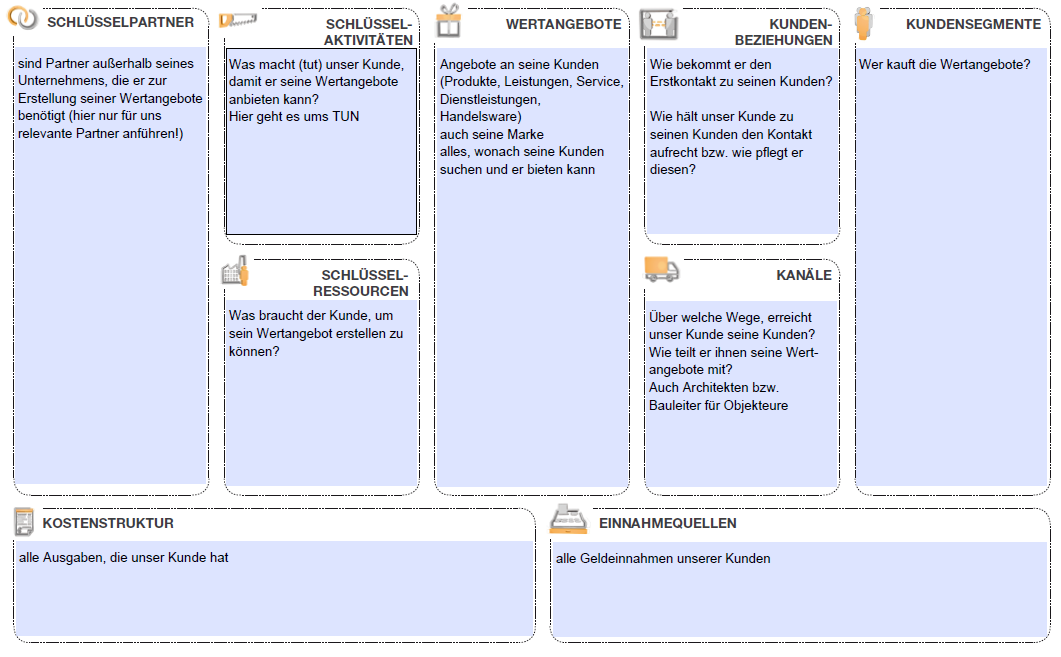 SCHLÜSSELPARTNER
sind Partner außerhalb seines
Unternehmens, die er zur
Erstellung seiner Wertangebote
benötigt (hier nur für uns
relevante Partner anführen!)
SCHLÜSSEL-
AKTIVITÄTEN
Was macht (tut) unser Kunde,
damit er seine Wertangebote
anbieten kann?
Hier geht es ums TUN
SCHLÜSSEL-
RESSOURCEN
Was braucht der Kunde, um
sein Wertangebot erstellen zu
können?
WERTANGEBOTE
Angebote an seine Kunden
(Produkte, Leistungen, Service,
Dienstleistungen,
Handelsware)
auch seine Marke
alles, wonach seine Kunden
suchen und er bieten kann
KUNDEN-
BEZIEHUNGEN
Wie bekommt er den
Erstkontakt zu seinen Kunden?
Wie hält unser Kunde zu
seinen Kunden den Kontakt
aufrecht bzw. wie pflegt er
diesen?
KANÄLE
Über welche Wege, erreicht
unser Kunde seine Kunden?
Wie teilt er ihnen seine Wert-
angebote mit?
Auch Architekten bzw.
Bauleiter für Objekteure
KUNDENSEGMENTE
Wer kauft die Wertangebote?
KOSTENSTRUKTUR
alle Ausgaben, die unser Kunde hat
EINNAHMEQUELLEN
alle Geldeinnahmen unserer Kunden